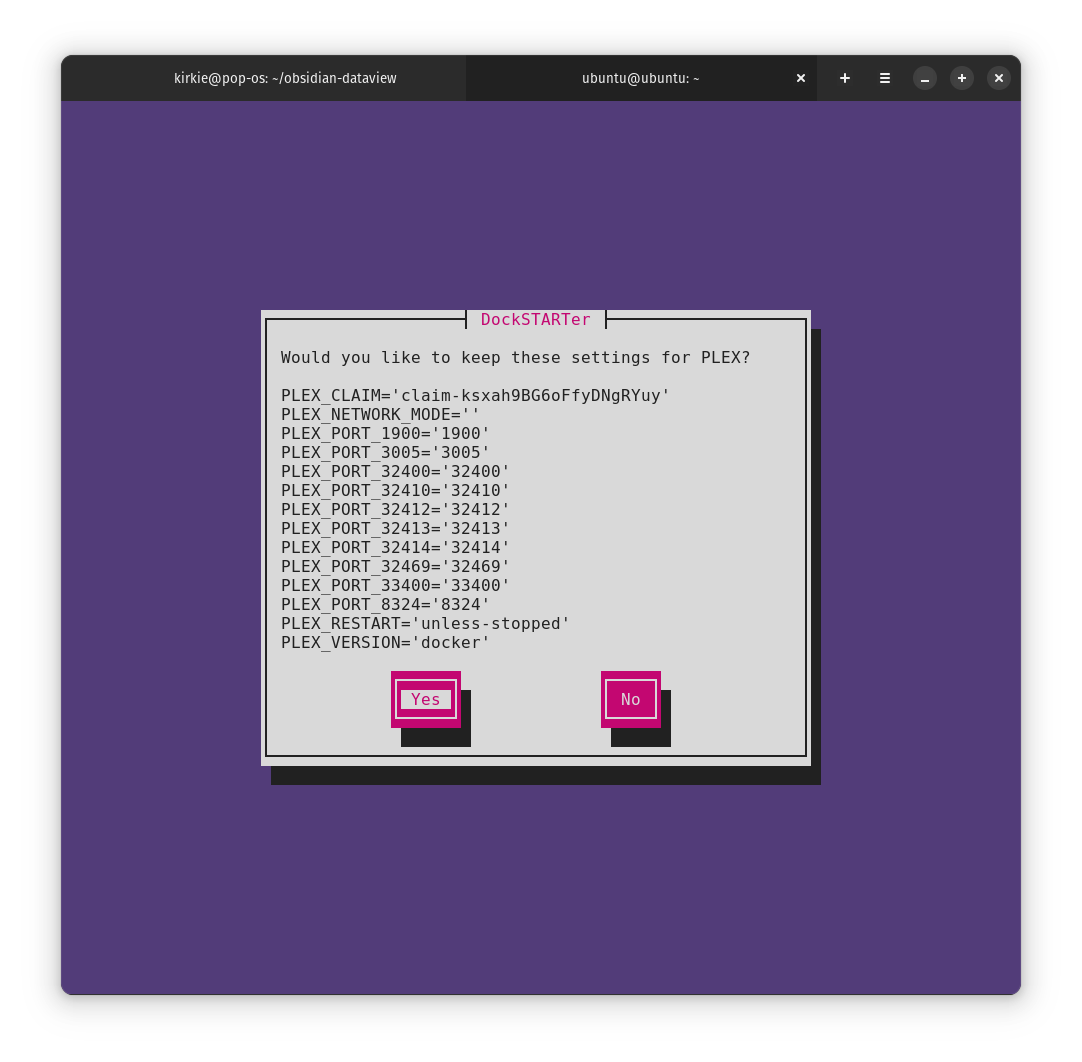 kirkie@pop-os: ~/obsidian-dataview
ubuntu@ubuntu: ~
DockSTARTer
Would you like to keep these settings for PLEX?
PLEX_CLAIM='claim-ksxah9BG6oFfyDNgRYuy'
PLEX_NETWORK_MODE=''
PLEX_PORT_1900='1900'
PLEX_PORT_3005='3005'
PLEX_PORT_32400='32400'
PLEX_PORT_32410='32410'
PLEX_PORT_32412='32412'
PLEX_PORT_32413='32413'
PLEX_PORT_32414='32414'
PLEX_PORT_32469='32469'
PLEX_PORT_33400='33400'
PLEX_PORT_8324='8324'
PLEX_RESTART='unless-stopped'
PLEX_VERSION='docker'
Yes
No